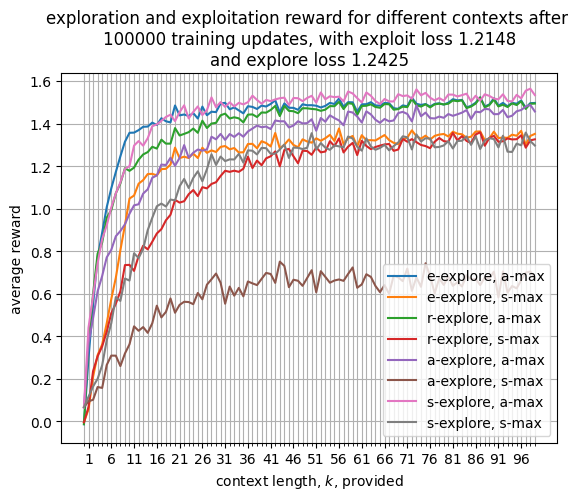 exploration and exploitation reward for different contexts after
100000 training updates, with exploit loss 1.2148
and explore loss 1.2425
1.6
1.4
1.2
1.0
0.8
0.6
0.4
0.2
0.0
average reward
e-explore, a-max
e-explore, s-max
r-explore, a-max
r-explore, s-max
a-explore, a-max
a-explore, s-max
s-explore, a-max
s-explore, s-max
1 6 11 16 21 26 31 36 41 46 51 56 61 66 71 76 81 86 91 96
context length, k, provided